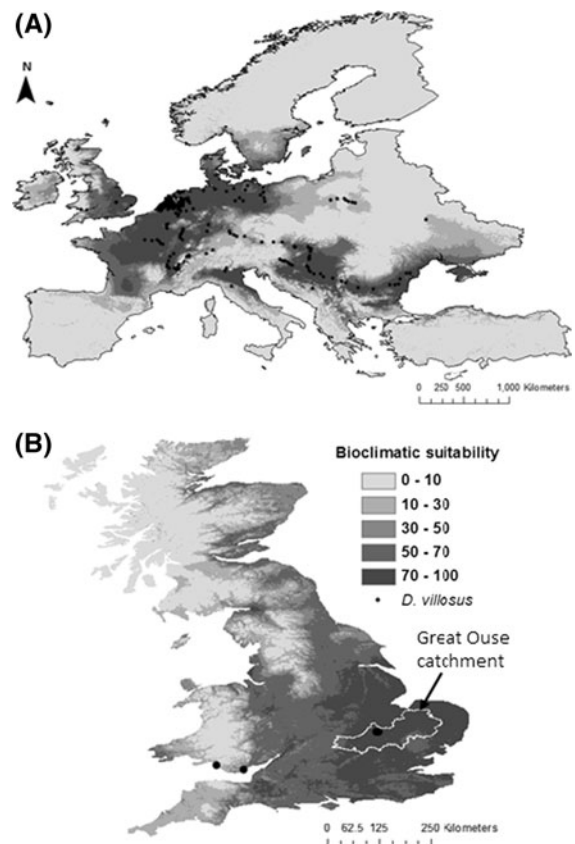 (A)
N
0 250 500 1,000 Kilometers
(B)
Bioclimatic suitability
0 - 10
10 - 30
30 - 50
50 - 70
70 - 100
D. villosus
Great Ouse
catchment
0 62.5 125 250 Kilometers